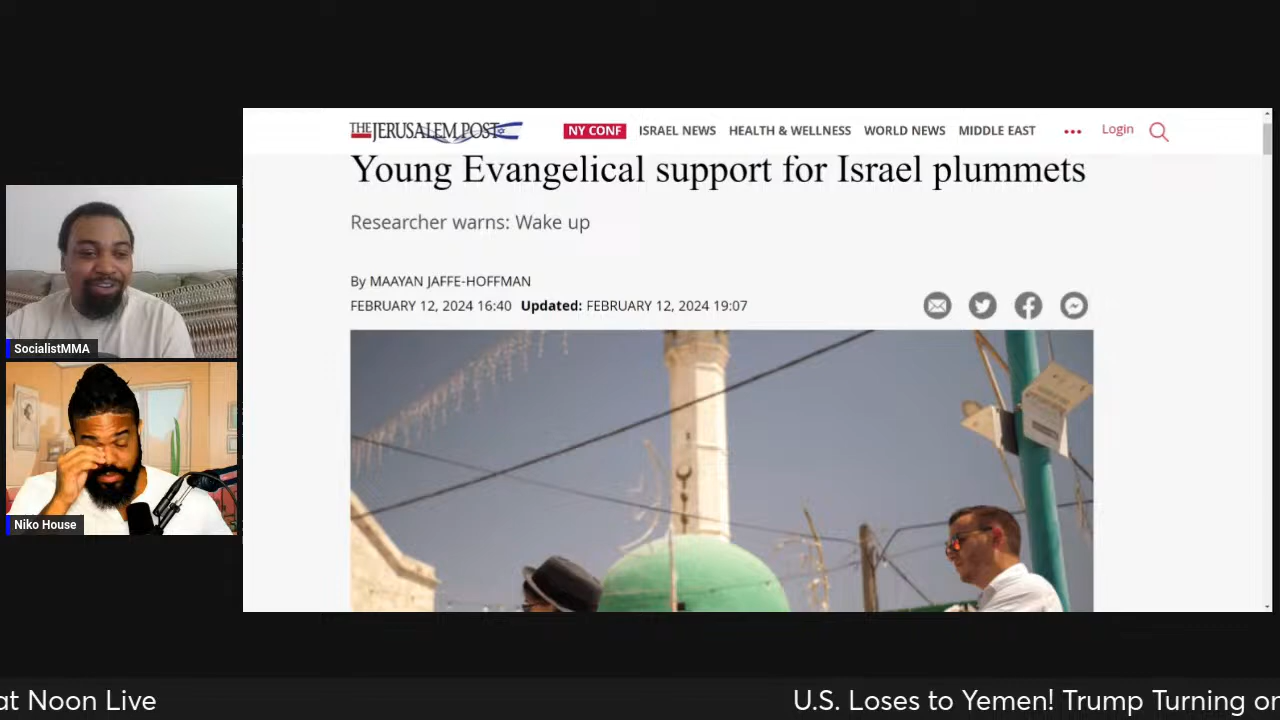 THE JERUSALEM POST
NY CONF ISRAEL NEWS HEALTH & WELLNESS WORLD NEWS MIDDLE EAST ••• Login
Young Evangelical support for Israel plummets
Researcher warns: Wake up
By MAAYAN JAFFE-HOFFMAN
FEBRUARY 12, 2024 16:40 Updated: FEBRUARY 12, 2024 19:07
SocialistMMA
Niko House
at Noon Live
U.S. Loses to Yemen! Trump Turning on